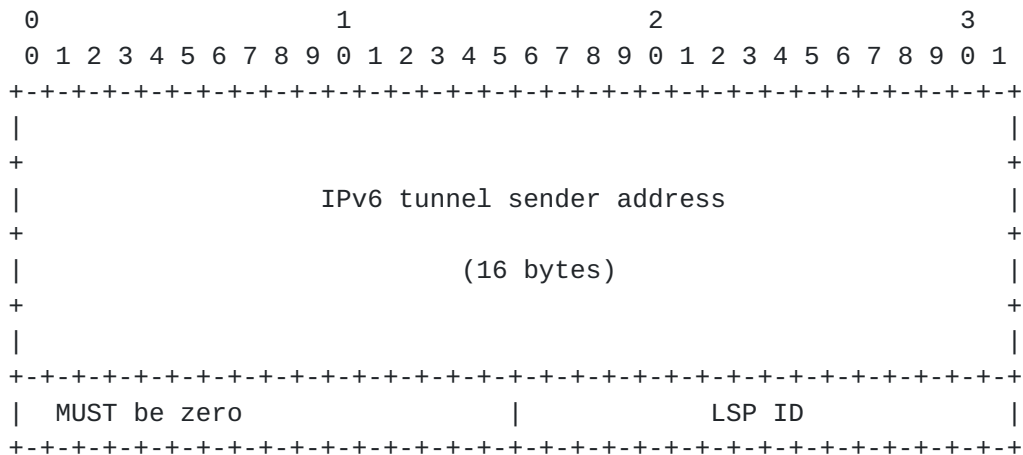 0                   1                   2                   3
 0 1 2 3 4 5 6 7 8 9 0 1 2 3 4 5 6 7 8 9 0 1 2 3 4 5 6 7 8 9 0 1
+-+-+-+-+-+-+-+-+-+-+-+-+-+-+-+-+-+-+-+-+-+-+-+-+-+-+-+-+-+-+-+-+
|                                                               |
+                                                               +
|                   IPv6 tunnel sender address                  |
+                                                               +
|                            (16 bytes)                         |
+                                                               +
|                                                               |
+-+-+-+-+-+-+-+-+-+-+-+-+-+-+-+-+-+-+-+-+-+-+-+-+-+-+-+-+-+-+-+-+
|  MUST be zero                 |            LSP ID             |
+-+-+-+-+-+-+-+-+-+-+-+-+-+-+-+-+-+-+-+-+-+-+-+-+-+-+-+-+-+-+-+-+